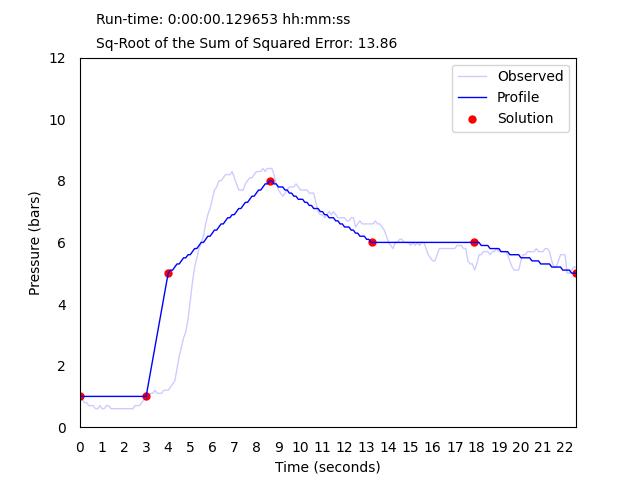 Run-time: 0:00:00.129653 hh:mm:ss
Sq-Root of the Sum of Squared Error: 13.86
Observed
Profile
Solution
Pressure (bars)
12
10
8
6
4
2
0
0 1 2 3 4 5 6 7 8 9 10 11 12 13 14 15 16 17 18 19 20 21 22
Time (seconds)